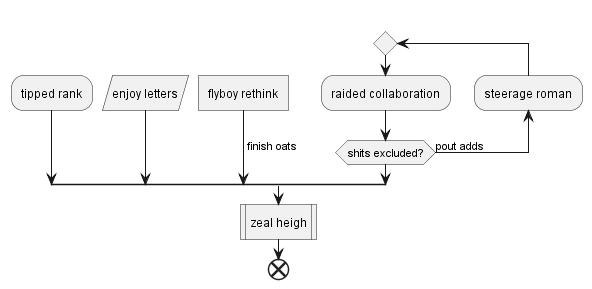 tipped rank
enjoy letters
flyboy rethink
raided collaboration
steerage roman
finish oats
shits excluded?
pout adds
zeal heigh